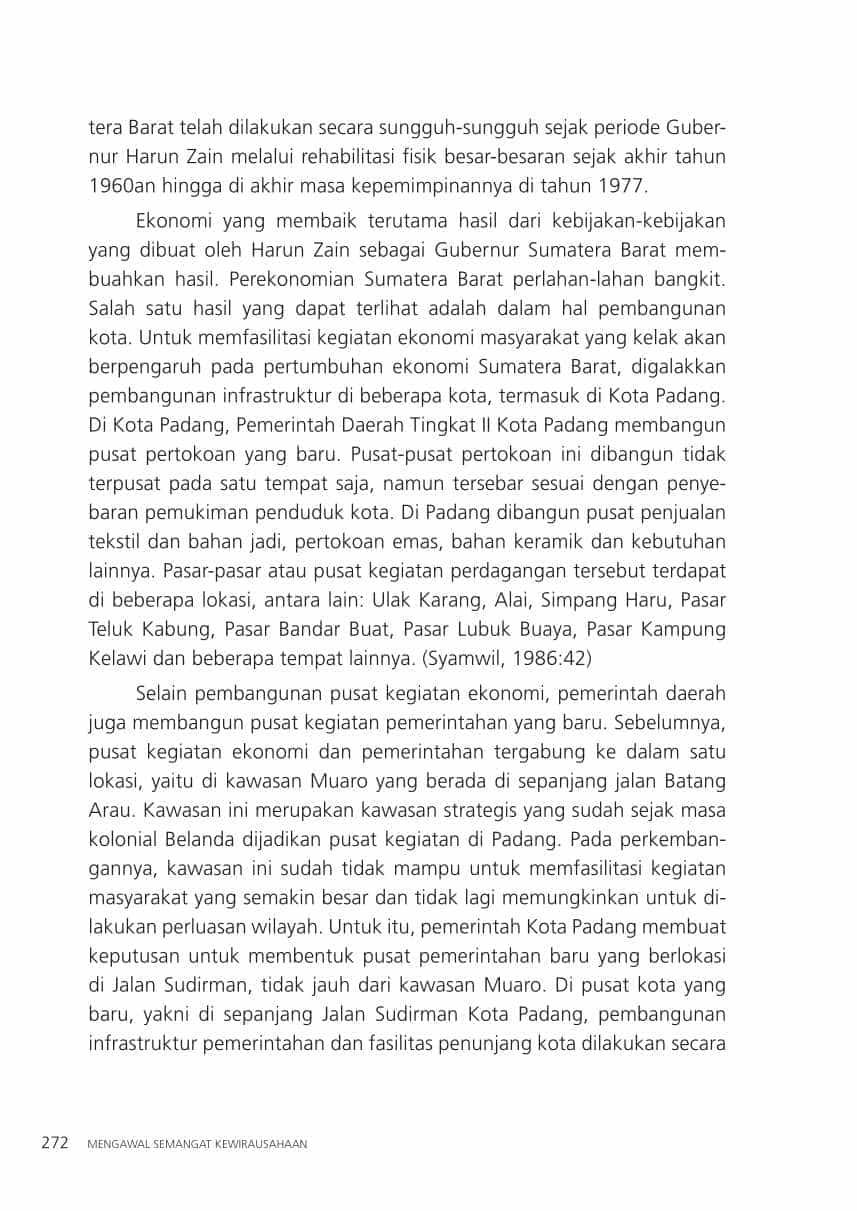 tera Barat telah dilakukan secara sungguh-sungguh sejak periode Guber-
nur Harun Zain melalui rehabilitasi fisik besar-besaran sejak akhir tahun
1960an hingga di akhir masa kepemimpinannya di tahun 1977.
Ekonomi yang membaik terutama hasil dari kebijakan-kebijakan
yang dibuat oleh Harun Zain sebagai Gubernur Sumatera Barat mem-
buahkan hasil. Perekonomian Sumatera Barat perlahan-lahan bangkit.
Salah satu hasil yang dapat terlihat adalah dalam hal pembangunan
kota. Untuk memfasilitasi kegiatan ekonomi masyarakat yang kelak akan
berpengaruh pada pertumbuhan ekonomi Sumatera Barat, digalakkan
pembangunan infrastruktur di beberapa kota, termasuk di Kota Padang.
Di Kota Padang, Pemerintah Daerah Tingkat II Kota Padang membangun
pusat pertokoan yang baru. Pusat-pusat pertokoan ini dibangun tidak
terpusat pada satu tempat saja, namun tersebar sesuai dengan penye-
baran pemukiman penduduk kota. Di Padang dibangun pusat penjualan
tekstil dan bahan jadi, pertokoan emas, bahan keramik dan kebutuhan
lainnya. Pasar-pasar atau pusat kegiatan perdagangan tersebut terdapat
di beberapa lokasi, antara lain: Ulak Karang, Alai, Simpang Haru, Pasar
Teluk Kabung, Pasar Bandar Buat, Pasar Lubuk Buaya, Pasar Kampung
Kelawi dan beberapa tempat lainnya. (Syamwil, 1986:42)
Selain pembangunan pusat kegiatan ekonomi, pemerintah daerah
juga membangun pusat kegiatan pemerintahan yang baru. Sebelumnya,
pusat kegiatan ekonomi dan pemerintahan tergabung ke dalam satu
lokasi, yaitu di kawasan Muaro yang berada di sepanjang jalan Batang
Arau. Kawasan ini merupakan kawasan strategis yang sudah sejak masa
kolonial Belanda dijadikan pusat kegiatan di Padang. Pada perkemban-
gannya, kawasan ini sudah tidak mampu untuk memfasilitasi kegiatan
masyarakat yang semakin besar dan tidak lagi memungkinkan untuk di-
lakukan perluasan wilayah. Untuk itu, pemerintah Kota Padang membuat
keputusan untuk membentuk pusat pemerintahan baru yang berlokasi
di Jalan Sudirman, tidak jauh dari kawasan Muaro. Di pusat kota yang
baru, yakni di sepanjang Jalan Sudirman Kota Padang, pembangunan
infrastruktur pemerintahan dan fasilitas penunjang kota dilakukan secara
272 MENGAWAL SEMANGAT KEWIRAUSAHAAN